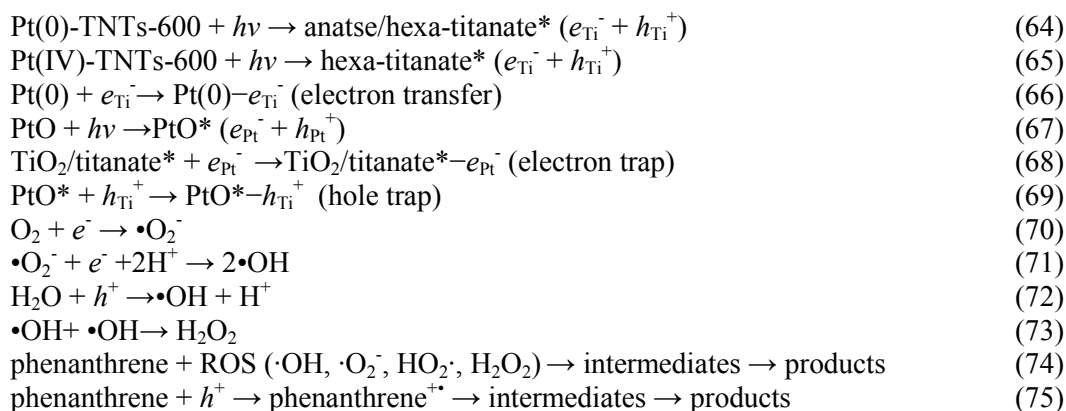 Pt(0)-TNTs-600 + hν → anatse/hexa-titanate* (e_Ti⁻ + h_Ti⁺) (64)
Pt(IV)-TNTs-600 + hν → hexa-titanate* (e_Ti⁻ + h_Ti⁺) (65)
Pt(0) + e_Ti⁻ → Pt(0)−e_Ti⁻ (electron transfer) (66)
PtO + hν →PtO* (e_Pt⁻ + h_Pt⁺) (67)
TiO₂/titanate* + e_Pt⁻ →TiO₂/titanate*−e_Pt⁻ (electron trap) (68)
PtO* + h_Ti⁺ → PtO*−h_Ti⁺ (hole trap) (69)
O₂ + e⁻ → •O₂⁻ (70)
•O₂⁻ + e⁻ +2H⁺ → 2•OH (71)
H₂O + h⁺ →•OH + H⁺ (72)
•OH+ •OH→ H₂O₂ (73)
phenanthrene + ROS (·OH, ·O₂⁻, HO₂·, H₂O₂) → intermediates → products (74)
phenanthrene + h⁺ → phenanthrene⁺• → intermediates → products (75)